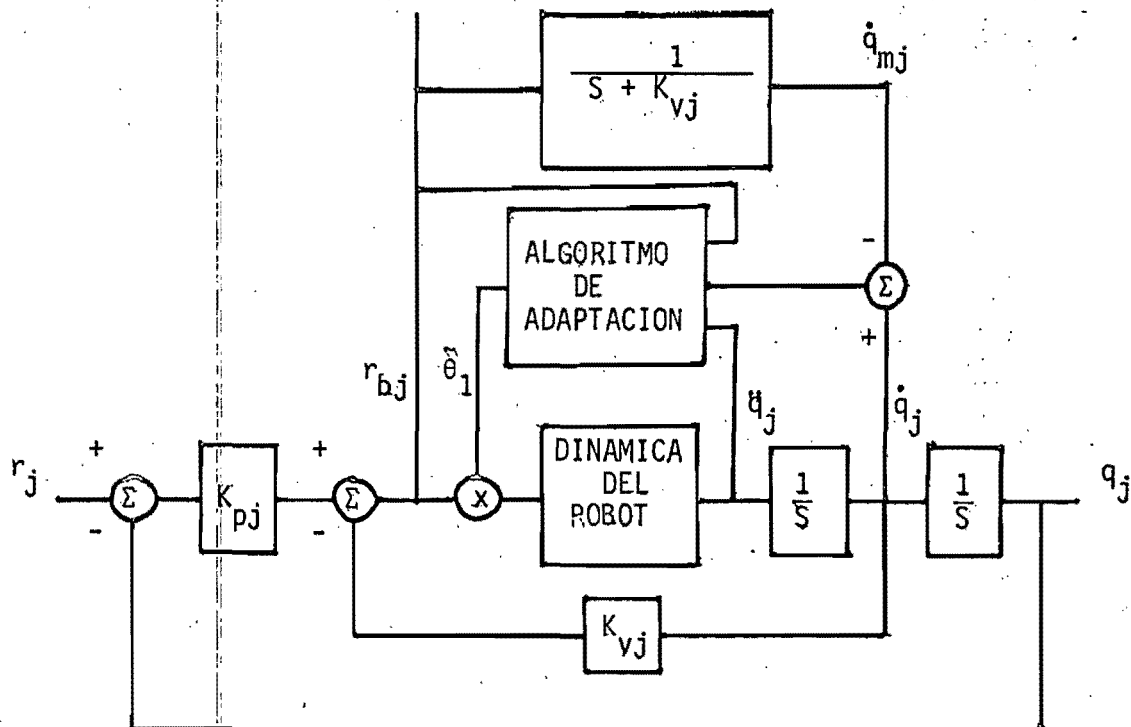 1
S + K_vj
q̇_mj
-
ALGORITMO
DE
ADAPTACION
Σ
+
r_bj
θ̂_1
q̈_j
q̇_j
r_j
+
-
Σ
K_pj
+
-
Σ
X
DINAMICA
DEL
ROBOT
1
S
1
S
q_j
K_vj